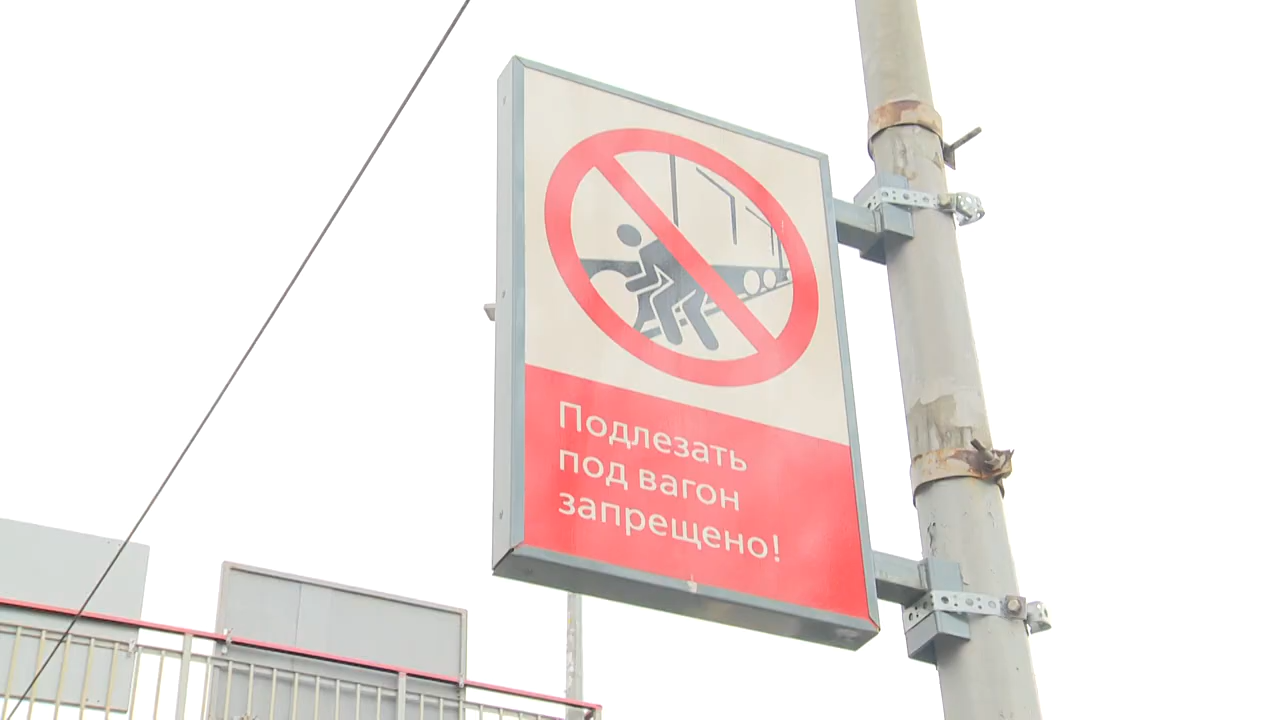 Подлезать
под вагон
запрещено!